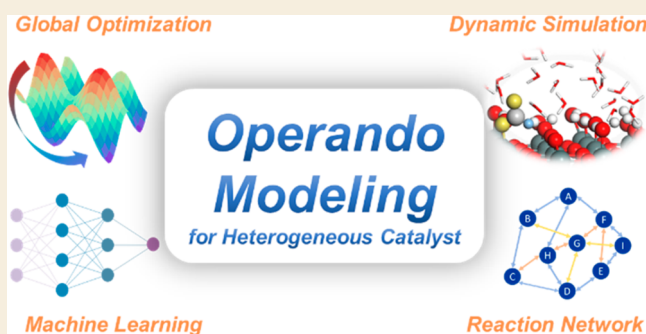 Global Optimization
Dynamic Simulation
Operando
Modeling
for Heterogeneous Catalyst
A
B
F
G
I
H
C
E
D
Machine Learning
Reaction Network